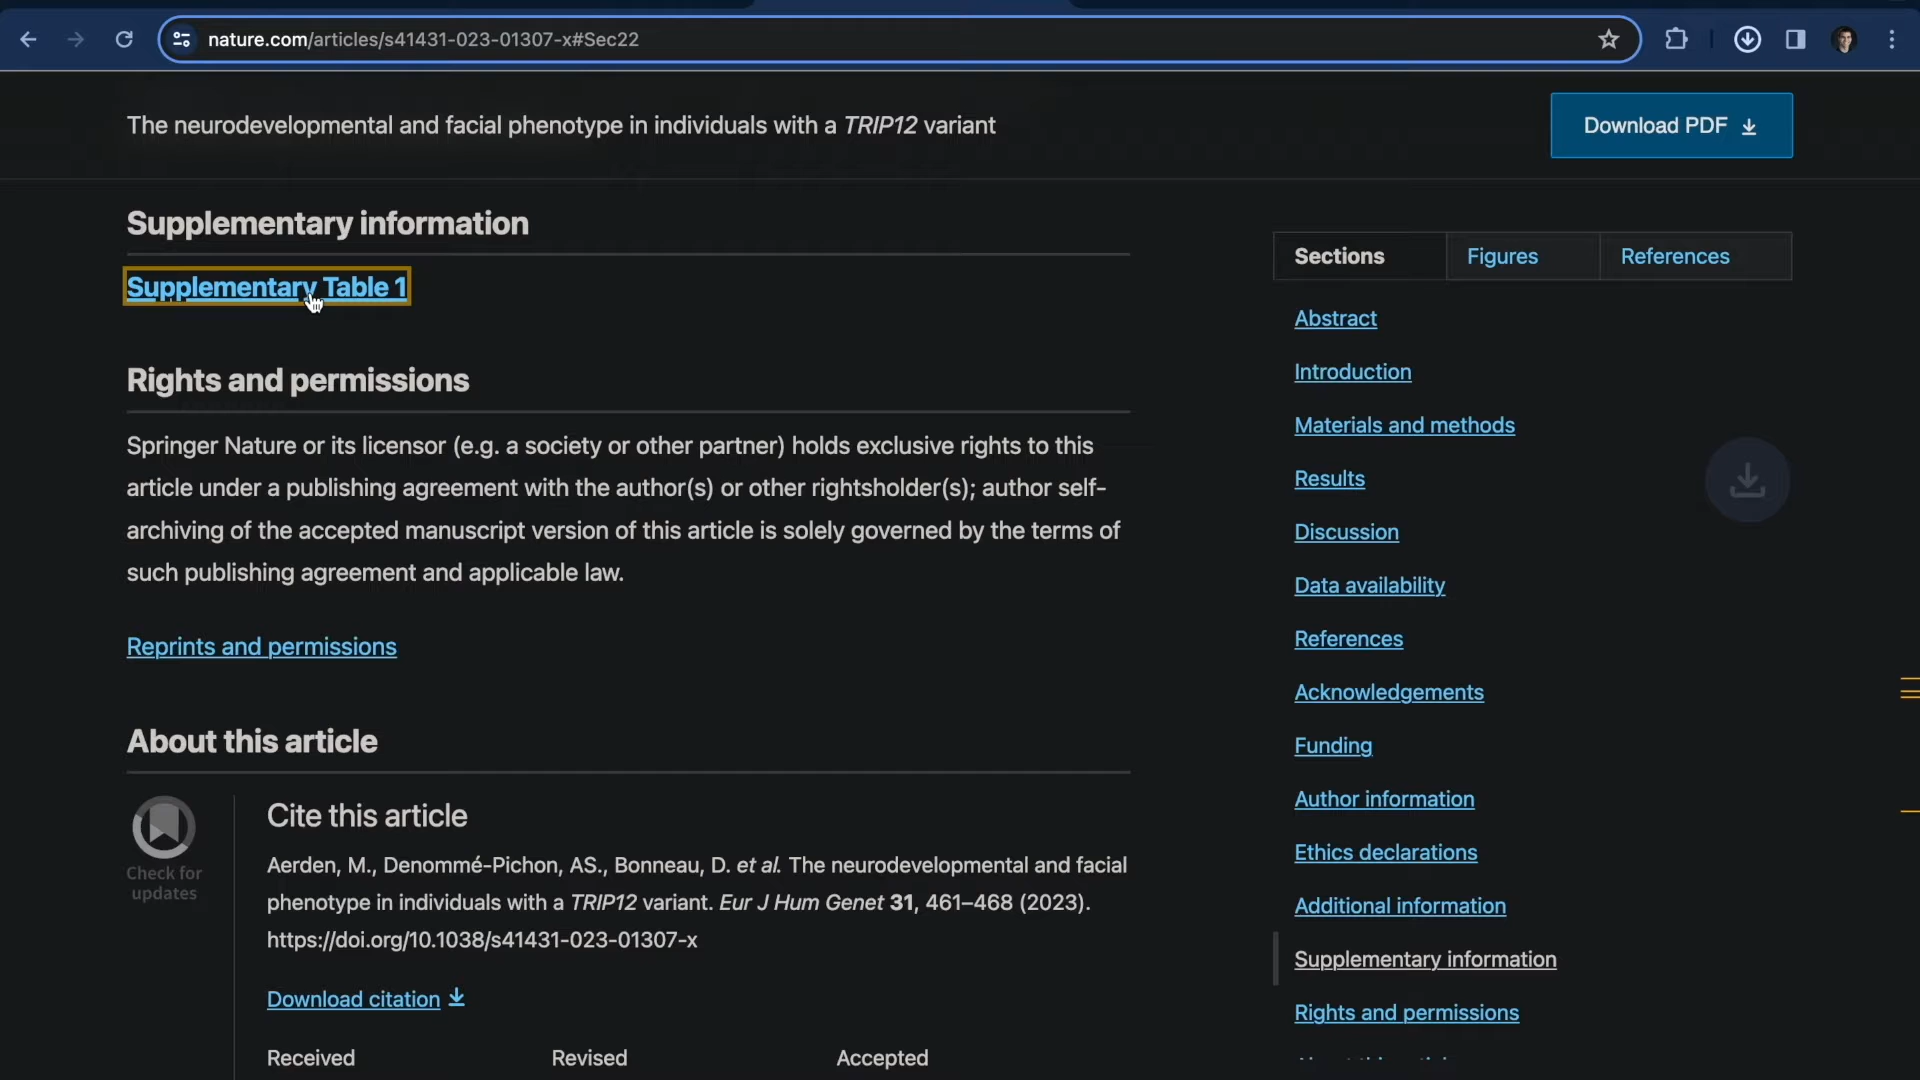 nature.com/articles/s41431-023-01307-x#Sec22
The neurodevelopmental and facial phenotype in individuals with a TRIP12 variant
Download PDF
Supplementary information
Supplementary Table 1
Rights and permissions
Springer Nature or its licensor (e.g. a society or other partner) holds exclusive rights to this
article under a publishing agreement with the author(s) or other rightsholder(s); author self-
archiving of the accepted manuscript version of this article is solely governed by the terms of
such publishing agreement and applicable law.
Reprints and permissions
About this article
Check for
updates
Cite this article
Aerden, M., Denommé-Pichon, AS., Bonneau, D. et al. The neurodevelopmental and facial
phenotype in individuals with a TRIP12 variant. Eur J Hum Genet 31, 461–468 (2023).
https://doi.org/10.1038/s41431-023-01307-x
Download citation
Received Revised Accepted
Sections Figures References
Abstract
Introduction
Materials and methods
Results
Discussion
Data availability
References
Acknowledgements
Funding
Author information
Ethics declarations
Additional information
Supplementary information
Rights and permissions